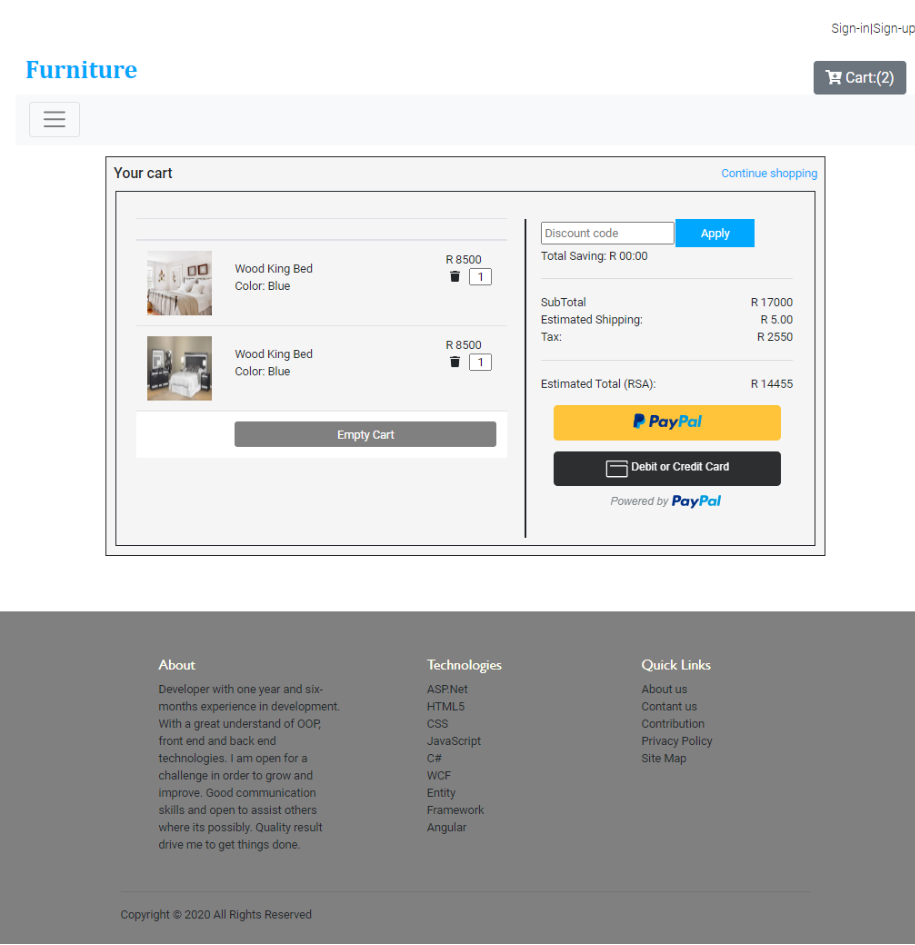 Sign-in|Sign-up
Furniture
Cart:(2)
Your cart
Continue shopping
Wood King Bed
Color: Blue
R 8500
1
Wood King Bed
Color: Blue
R 8500
1
Empty Cart
Discount code
Apply
Total Saving: R 00:00
SubTotal R 17000
Estimated Shipping: R 5.00
Tax: R 2550
Estimated Total (RSA): R 14455
PayPal
Debit or Credit Card
Powered by PayPal
About
Developer with one year and six-
months experience in development.
With a great understand of OOP,
front end and back end
technologies. I am open for a
challenge in order to grow and
improve. Good communication
skills and open to assist others
where its possibly. Quality result
drive me to get things done.
Technologies
ASP.Net
HTML5
CSS
JavaScript
C#
WCF
Entity
Framework
Angular
Quick Links
About us
Contant us
Contribution
Privacy Policy
Site Map
Copyright © 2020 All Rights Reserved